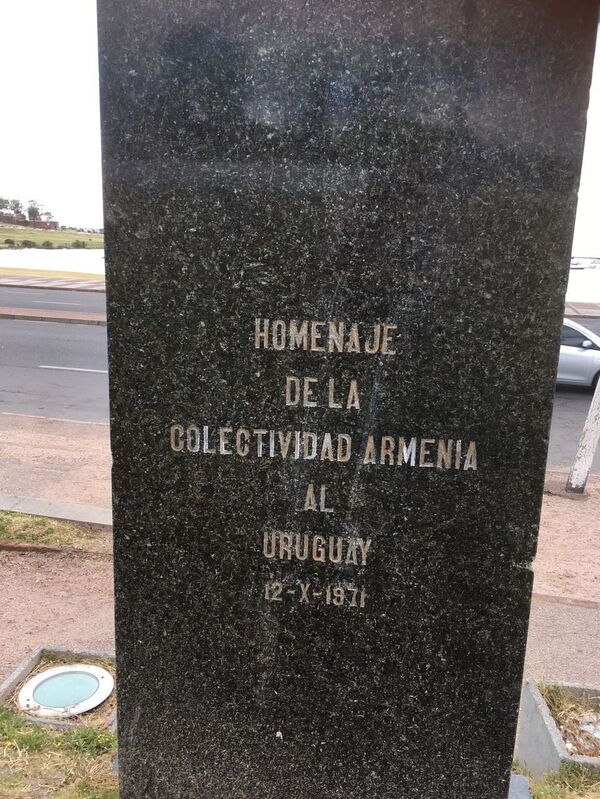 HOMENAJE
DE LA
COLECTIVIDAD ARMENIA
AL
URUGUAY
12-X-1971